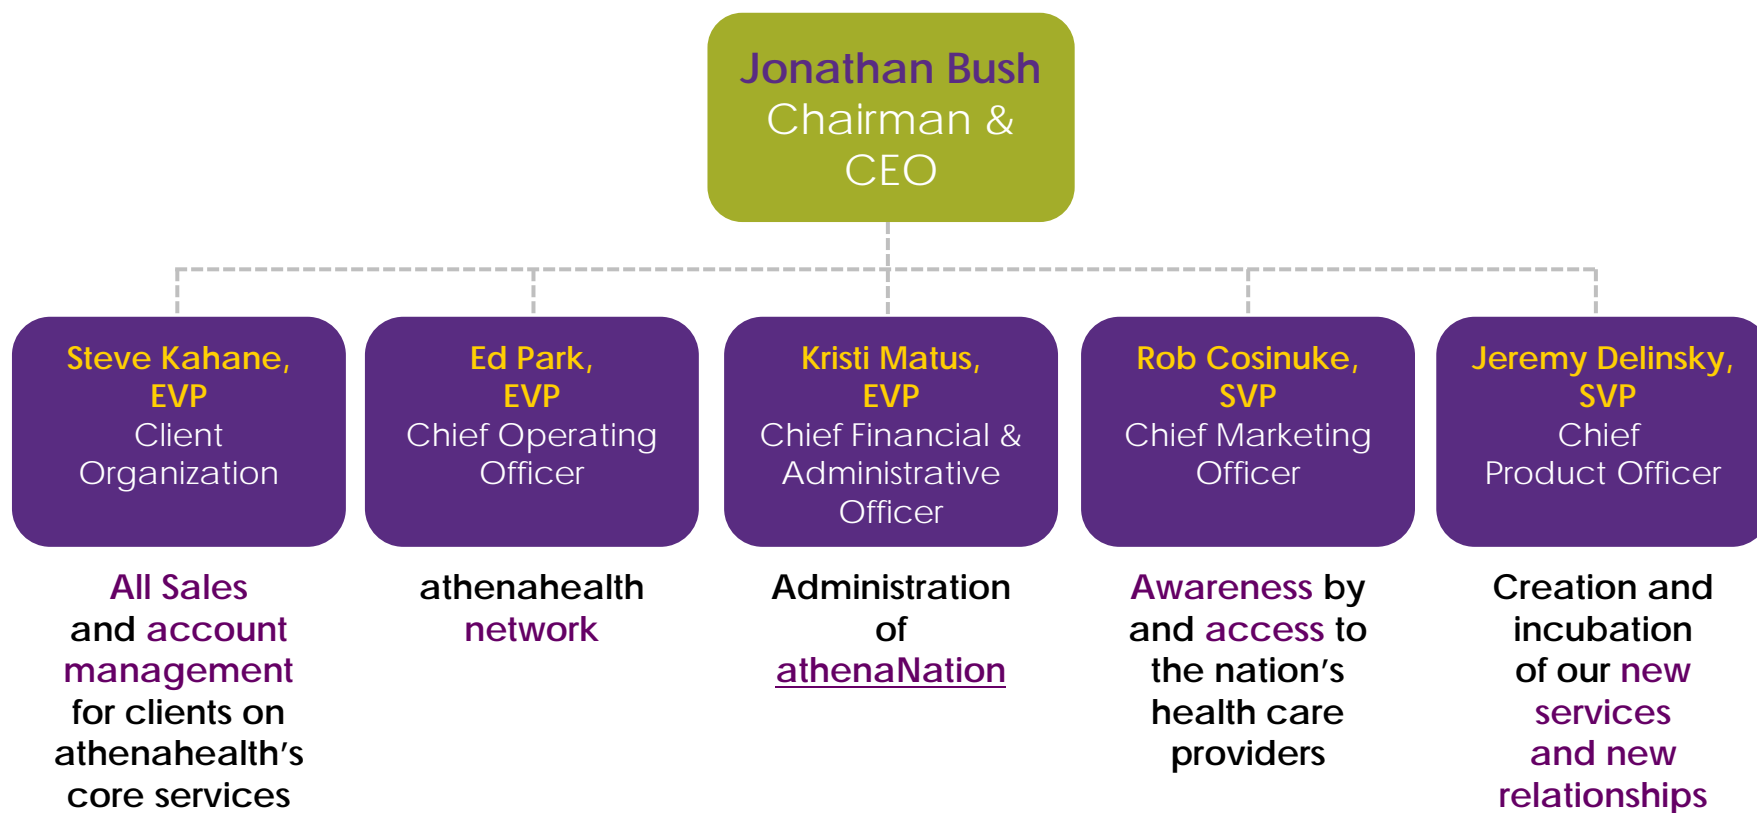 Jonathan Bush
Chairman &
CEO
Steve Kahane,
EVP
Client
Organization
Ed Park,
EVP
Chief Operating
Officer
Kristi Matus,
EVP
Chief Financial &
Administrative
Officer
Rob Cosinuke,
SVP
Chief Marketing
Officer
Jeremy Delinsky,
SVP
Chief
Product Officer
All Sales
and account
management
for clients on
athenahealth’s
core services
athenahealth
network
Administration
of
athenaNation
Awareness by
and access to
the nation’s
health care
providers
Creation and
incubation
of our new
services
and new
relationships